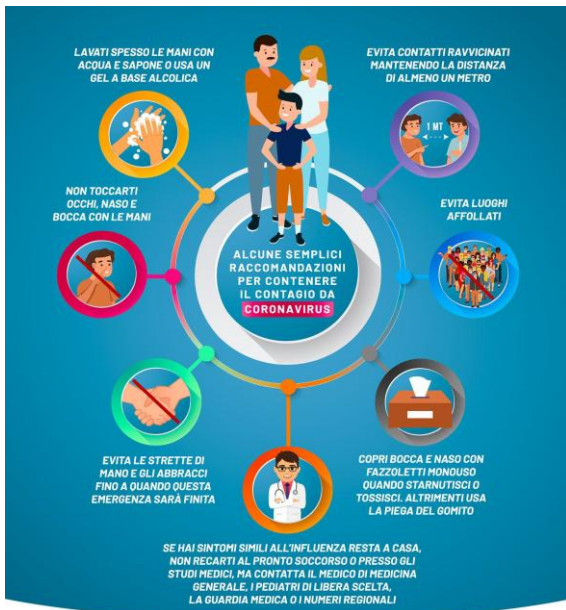 LAVATI SPESSO LE MANI CON
ACQUA E SAPONE O USA UN
GEL A BASE ALCOLICA
EVITA CONTATTI RAVVICINATI
MANTENENDO LA DISTANZA
DI ALMENO UN METRO
1 MT
NON TOCCARTI
OCCHI, NASO E
BOCCA CON LE MANI
EVITA LUOGHI
AFFOLLATI
ALCUNE SEMPLICI
RACCOMANDAZIONI
PER CONTENERE
IL CONTAGIO DA
CORONAVIRUS
EVITA LE STRETTE DI
MANO E GLI ABBRACCI
FINO A QUANDO QUESTA
EMERGENZA SARÀ FINITA
COPRI BOCCA E NASO CON
FAZZOLETTI MONOUSO
QUANDO STARNUTISCI O
TOSSISCI. ALTRIMENTI USA
LA PIEGA DEL GOMITO
SE HAI SINTOMI SIMILI ALL'INFLUENZA RESTA A CASA,
NON RECARTI AL PRONTO SOCCORSO O PRESSO GLI
STUDI MEDICI, MA CONTATTA IL MEDICO DI MEDICINA
GENERALE, I PEDIATRI DI LIBERA SCELTA,
LA GUARDIA MEDICA O I NUMERI REGIONALI